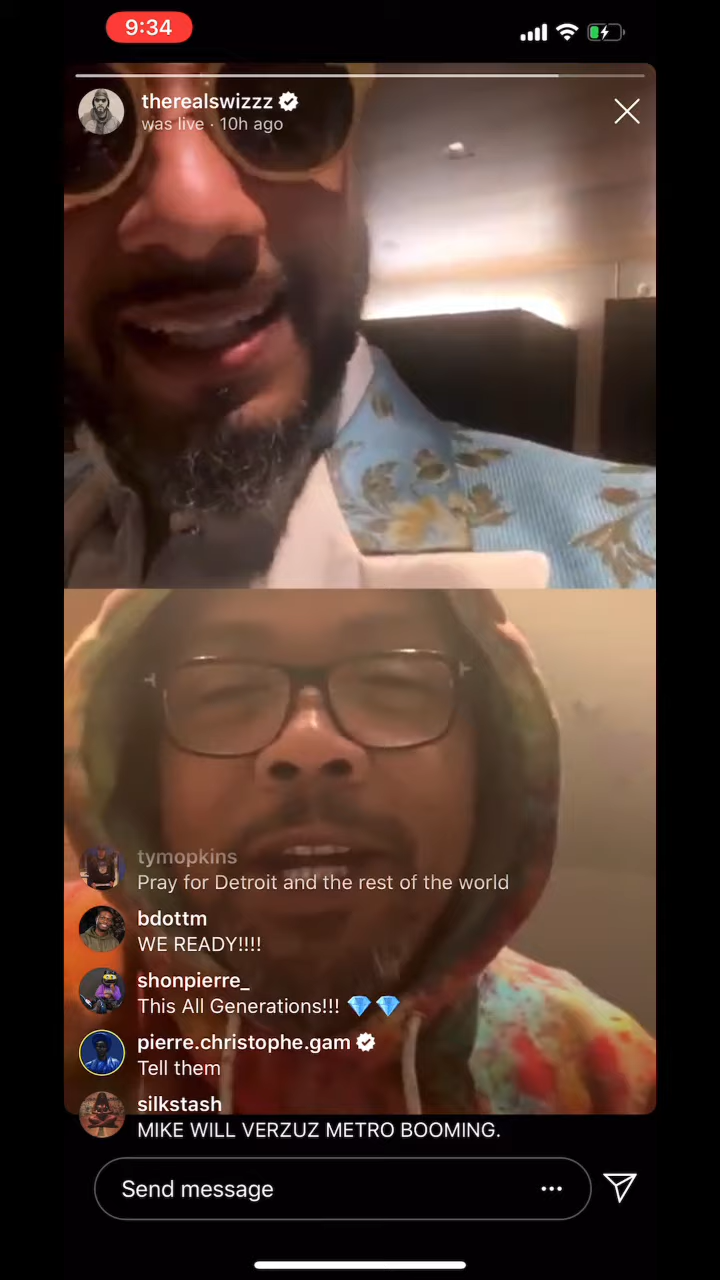 9:34
therealswizzz
was live · 10h ago
tymopkins
Pray for Detroit and the rest of the world
bdottm
WE READY!!!!
shonpierre_
This All Generations!!! 💎 💎
pierre.christophe.gam
Tell them
silkstash
MIKE WILL VERZUZ METRO BOOMING.
Send message